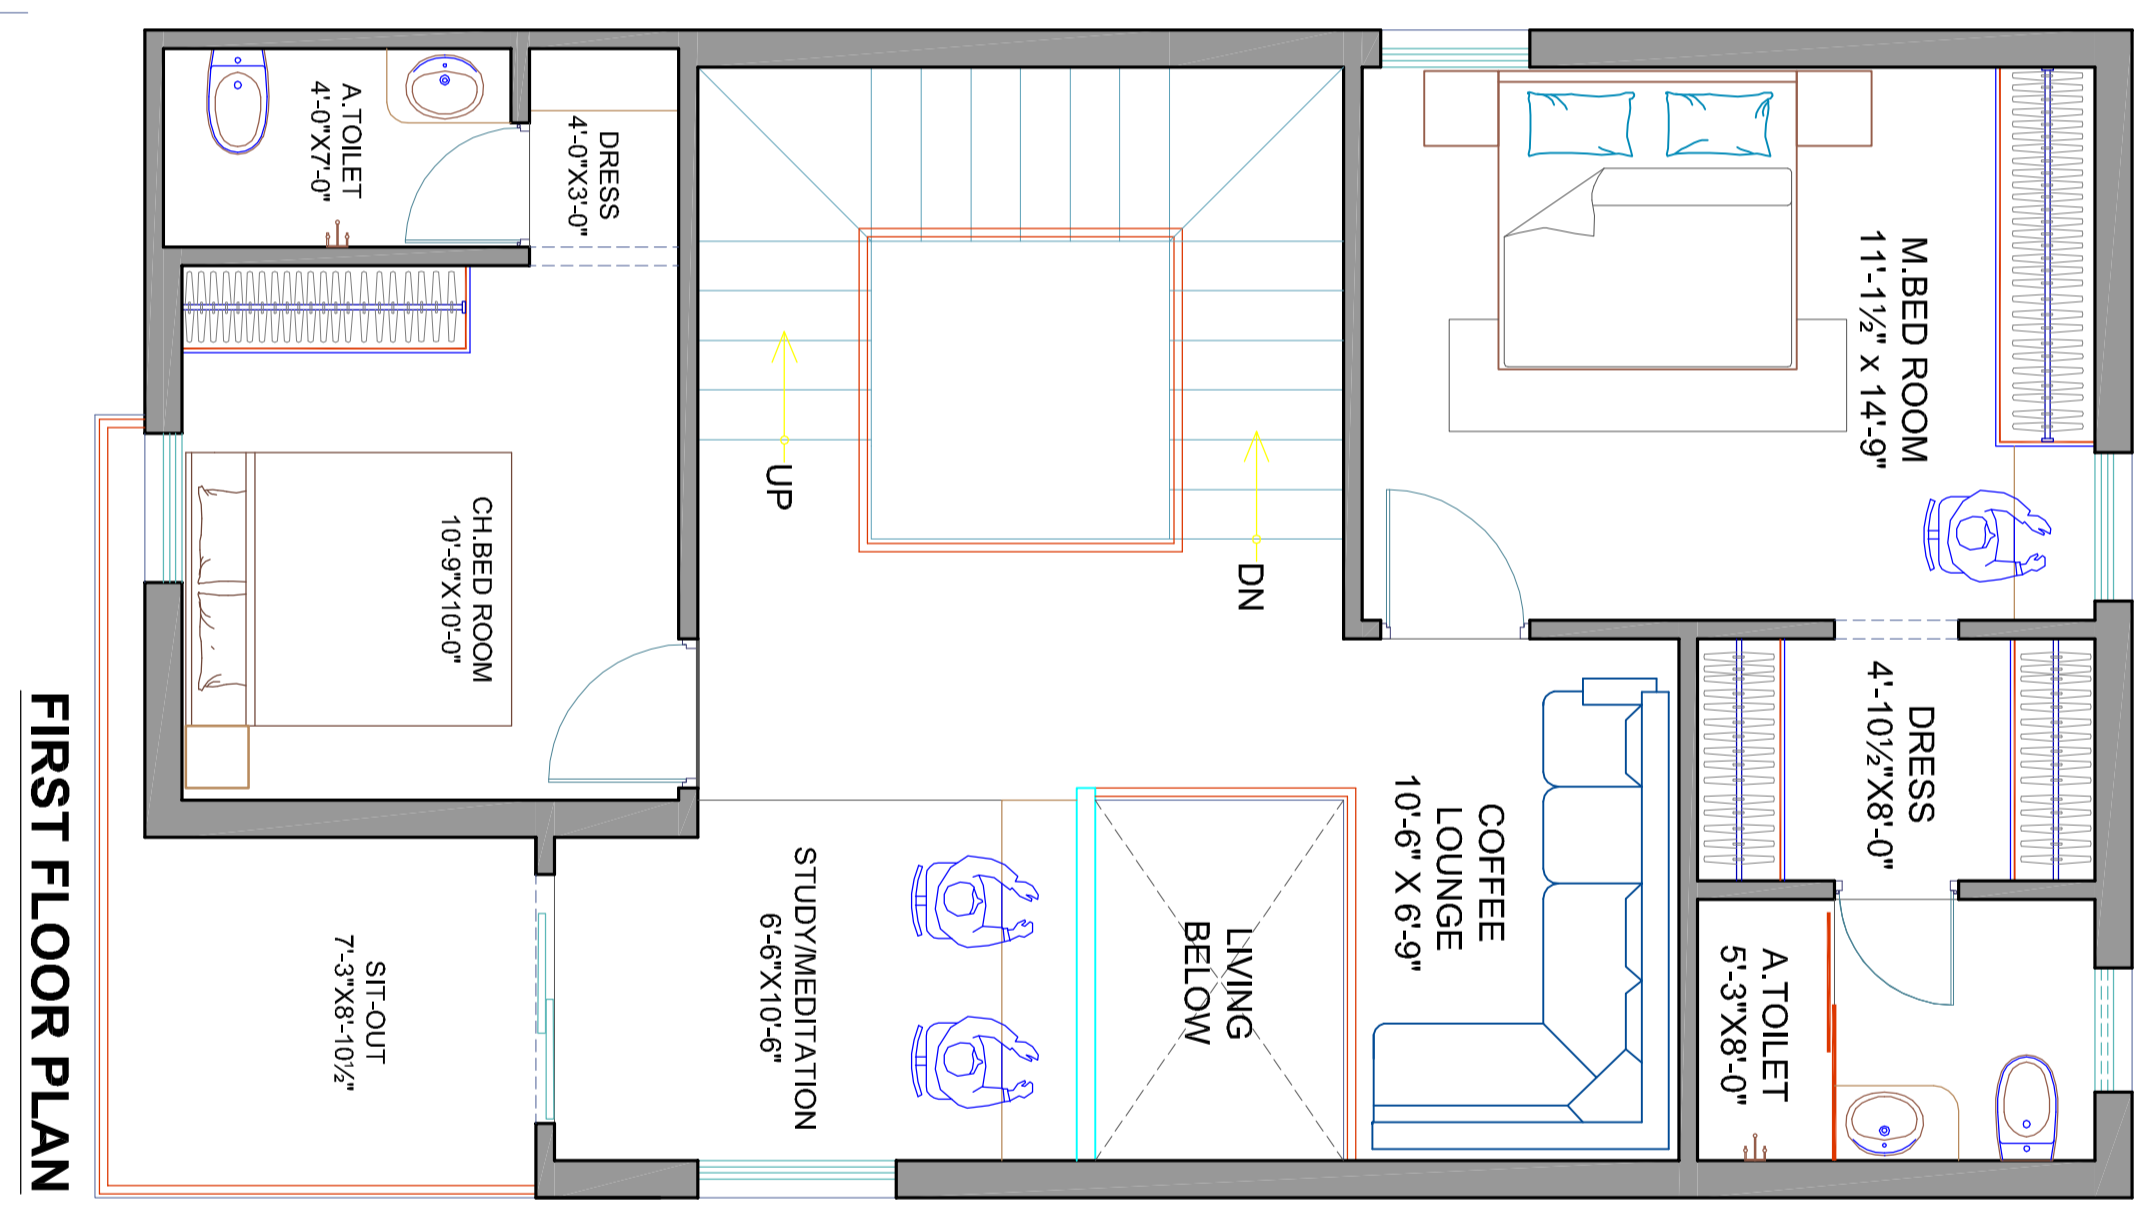 M.BED ROOM
11'-11½" x 14'-9"
DRESS
4'-10½"X8'-0"
A.TOILET
5'-3"X8'-0"
COFFEE
LOUNGE
10'-6" X 6'-9"
DN
LIVING
BELOW
UP
STUDY/MEDITATION
6'-6"X10'-6"
DRESS
4'-0"X3'-0"
CH.BED ROOM
10'-9"X10'-0"
A.TOILET
4'-0"X7'-0"
SIT-OUT
7'-3"X8'-10½"
FIRST FLOOR PLAN